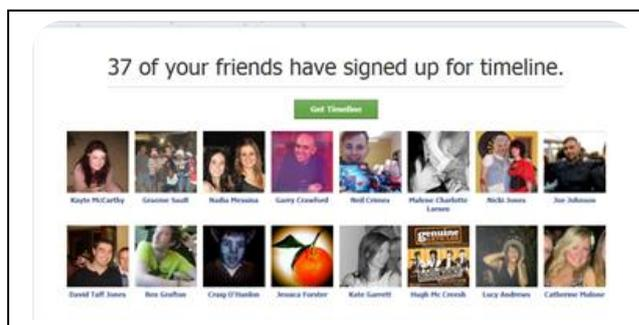 37 of your friends have signed up for timeline.
Get Timeline
Kayte McCarthy Graeme Sault Nadia Messina Garry Crawford Neil Crimes Malene Charlotte Larsen Nicki Jones Joe Johnson
David Taff Jones Ben Grafton Craig O'Hanlon Jessica Forster Kate Garrett Hugh Mc Creesh Lucy Andrews Catherine Malone
genuine